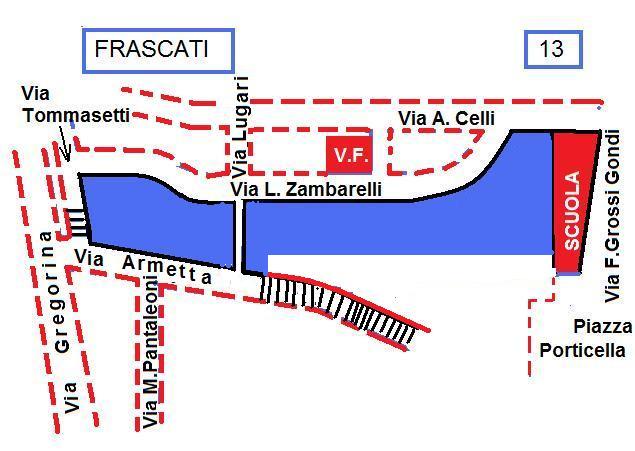 FRASCATI
13
Via
Tommasetti
Via Lugari
Via A. Celli
V.F.
Via L. Zambarelli
SCUOLA
Via F.Grossi Gondi
Via Armetta
Via Gregorina
Via M.Pantaleoni
Piazza
Porticella